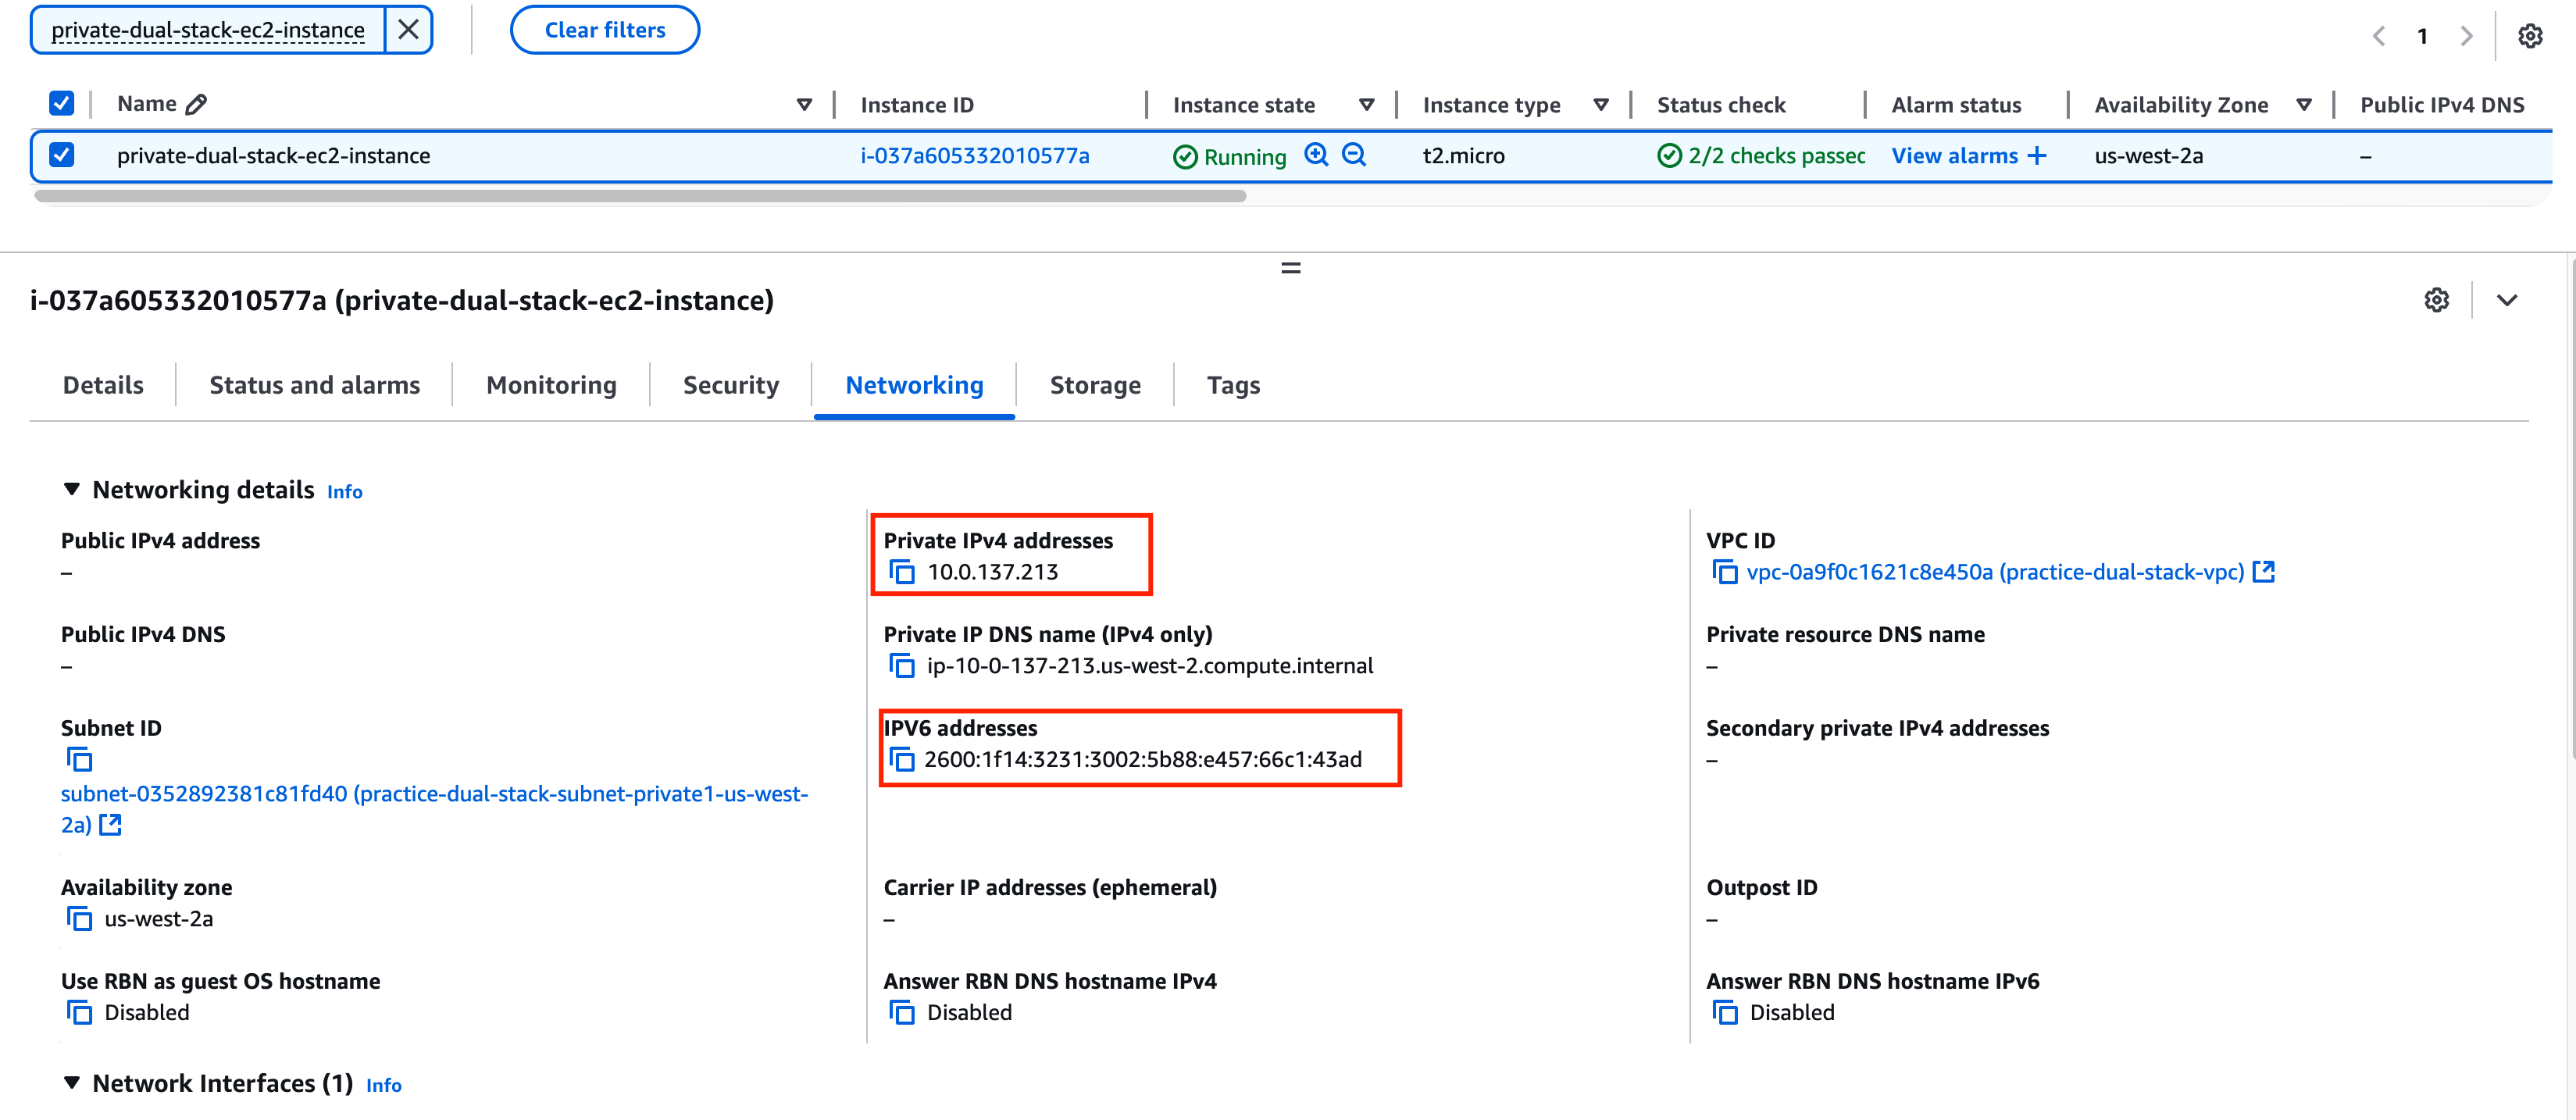 private-dual-stack-ec2-instance Clear filters 1
Name Instance ID Instance state Instance type Status check Alarm status Availability Zone Public IPv4 DNS
private-dual-stack-ec2-instance i-037a605332010577a Running t2.micro 2/2 checks passec View alarms + us-west-2a –
i-037a605332010577a (private-dual-stack-ec2-instance)
Details Status and alarms Monitoring Security Networking Storage Tags
Networking details Info
Public IPv4 address Private IPv4 addresses VPC ID
– 10.0.137.213 vpc-0a9f0c1621c8e450a (practice-dual-stack-vpc)
Public IPv4 DNS Private IP DNS name (IPv4 only) Private resource DNS name
– ip-10-0-137-213.us-west-2.compute.internal –
Subnet ID IPV6 addresses Secondary private IPv4 addresses
2600:1f14:3231:3002:5b88:e457:66c1:43ad –
subnet-0352892381c81fd40 (practice-dual-stack-subnet-private1-us-west-
2a)
Availability zone Carrier IP addresses (ephemeral) Outpost ID
us-west-2a – –
Use RBN as guest OS hostname Answer RBN DNS hostname IPv4 Answer RBN DNS hostname IPv6
Disabled Disabled Disabled
Network Interfaces (1) Info